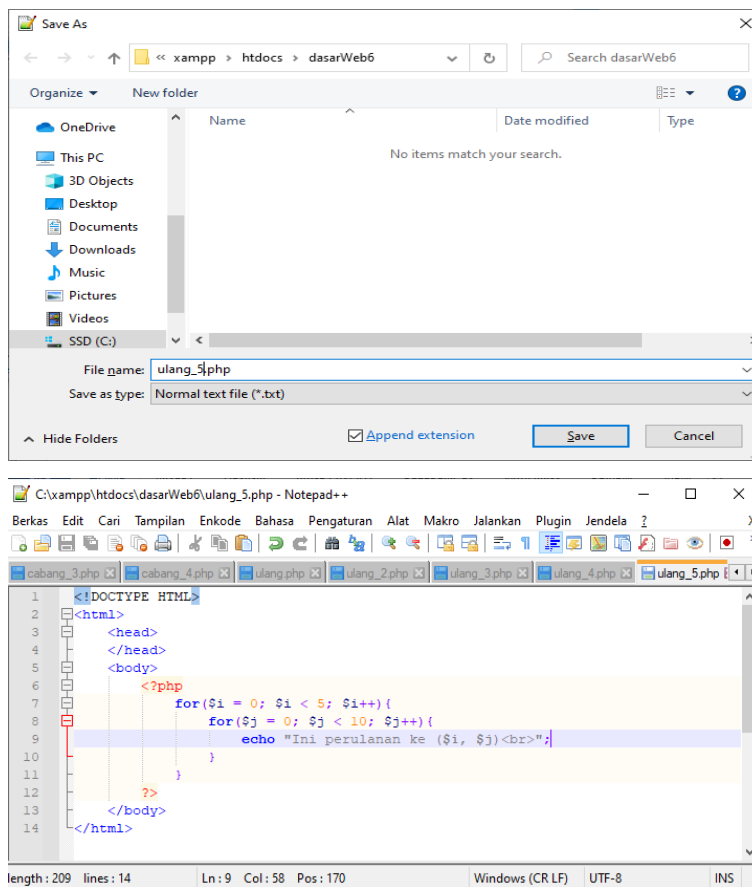 Save As
« xampp › htdocs › dasarWeb6
Search dasarWeb6
Organize
New folder
Name
Date modified
Type
OneDrive
This PC
3D Objects
Desktop
Documents
Downloads
Music
Pictures
Videos
SSD (C:)
No items match your search.
File name: ulang_5.php
Save as type: Normal text file (*.txt)
Hide Folders
Append extension
Save
Cancel
C:\xampp\htdocs\dasarWeb6\ulang_5.php - Notepad++
Berkas Edit Cari Tampilan Enkode Bahasa Pengaturan Alat Makro Jalankan Plugin Jendela ?
cabang_3.php cabang_4.php ulang.php ulang_2.php ulang_3.php ulang_4.php ulang_5.php
1 <!DOCTYPE HTML>
2 <html>
3 <head>
4 </head>
5 <body>
6 <?php
7 for($i = 0; $i < 5; $i++){
8 for($j = 0; $j < 10; $j++){
9 echo "Ini perulanan ke ($i, $j)<br>";
10 }
11 }
12 ?>
13 </body>
14 </html>
length : 209 lines : 14 Ln : 9 Col : 58 Pos : 170 Windows (CR LF) UTF-8 INS